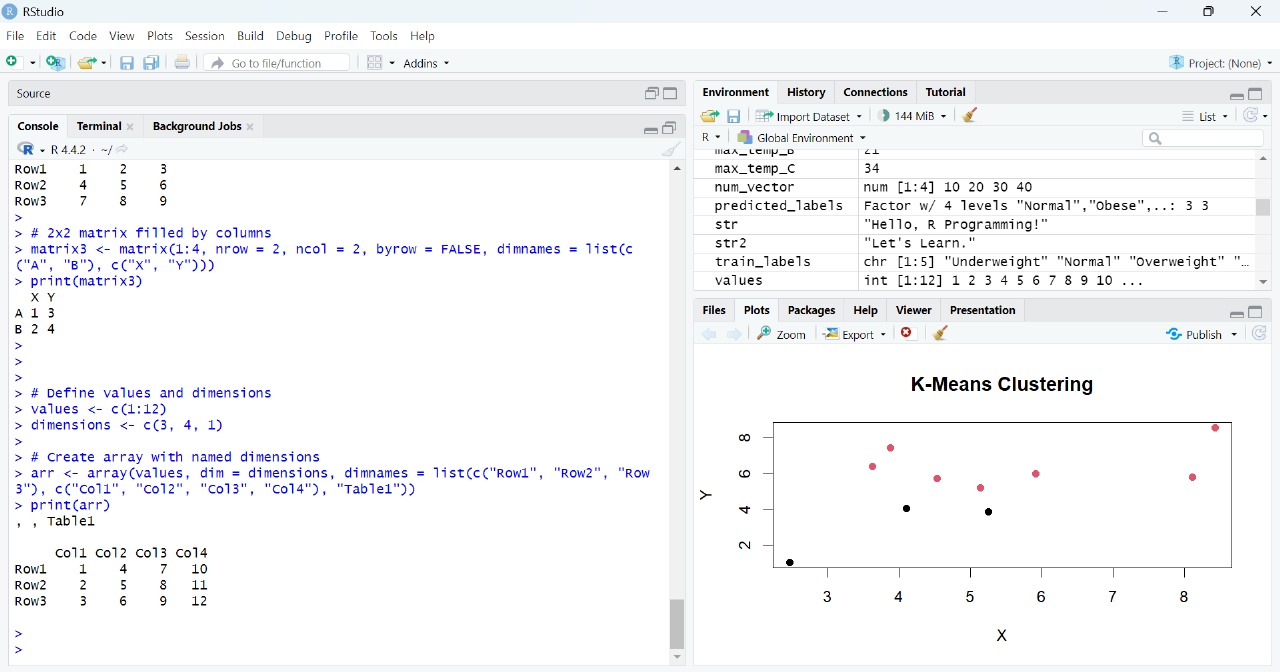 RStudio
File Edit Code View Plots Session Build Debug Profile Tools Help
Go to file/function Addins Project: (None)
Source
Console Terminal Background Jobs
R 4.4.2 · ~/
Row1 1 2 3
Row2 4 5 6
Row3 7 8 9
>
> # 2x2 matrix filled by columns
> matrix3 <- matrix(1:4, nrow = 2, ncol = 2, byrow = FALSE, dimnames = list(c
("A", "B"), c("X", "Y")))
> print(matrix3)
X Y
A 1 3
B 2 4
>
>
>
> # Define values and dimensions
> values <- c(1:12)
> dimensions <- c(3, 4, 1)
>
> # Create array with named dimensions
> arr <- array(values, dim = dimensions, dimnames = list(c("Row1", "Row2", "Row
3"), c("Col1", "Col2", "Col3", "Col4"), "Table1"))
> print(arr)
, , Table1
Col1 Col2 Col3 Col4
Row1 1 4 7 10
Row2 2 5 8 11
Row3 3 6 9 12
>
>
Environment History Connections Tutorial
Import Dataset 144 MiB List
R Global Environment
max_temp_B 21
max_temp_C 34
num_vector num [1:4] 10 20 30 40
predicted_labels Factor w/ 4 levels "Normal","Obese",..: 3 3
str "Hello, R Programming!"
str2 "Let's Learn."
train_labels chr [1:5] "Underweight" "Normal" "Overweight" "…
values int [1:12] 1 2 3 4 5 6 7 8 9 10 ...
Files Plots Packages Help Viewer Presentation
Zoom Export Publish
K-Means Clustering
8
6
4
2
Y
3 4 5 6 7 8
X